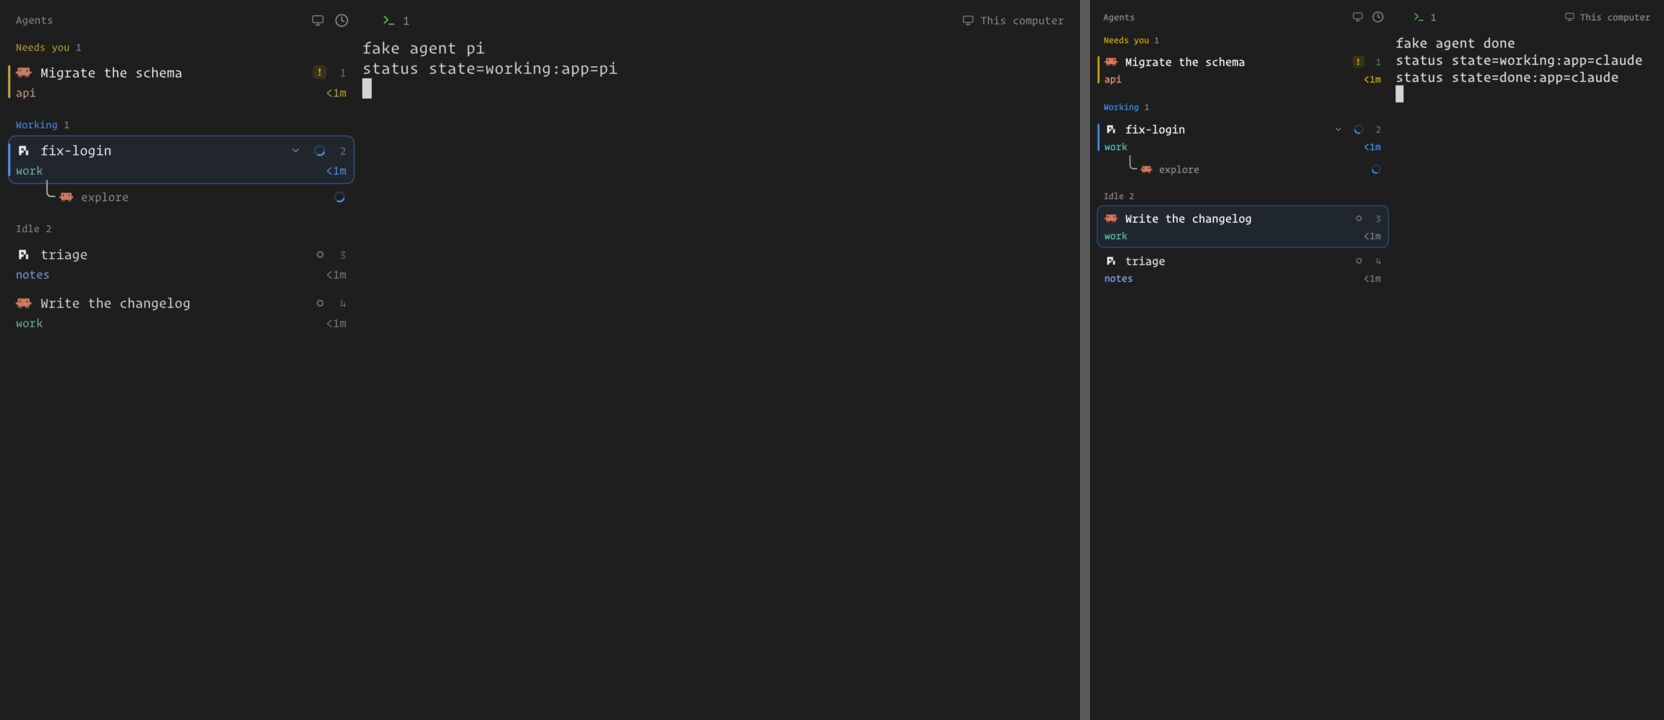 Agents
>_ 1
This computer
Needs you 1
Migrate the schema ! 1
api <1m
Working 1
fix-login 2
work <1m
explore
Idle 2
triage 3
notes <1m
Write the changelog 4
work <1m
fake agent pi
status state=working:app=pi
Agents
>_ 1
This computer
Needs you 1
Migrate the schema ! 1
api <1m
Working 1
fix-login 2
work <1m
explore
Idle 2
Write the changelog 3
work <1m
triage 4
notes <1m
fake agent done
status state=working:app=claude
status state=done:app=claude